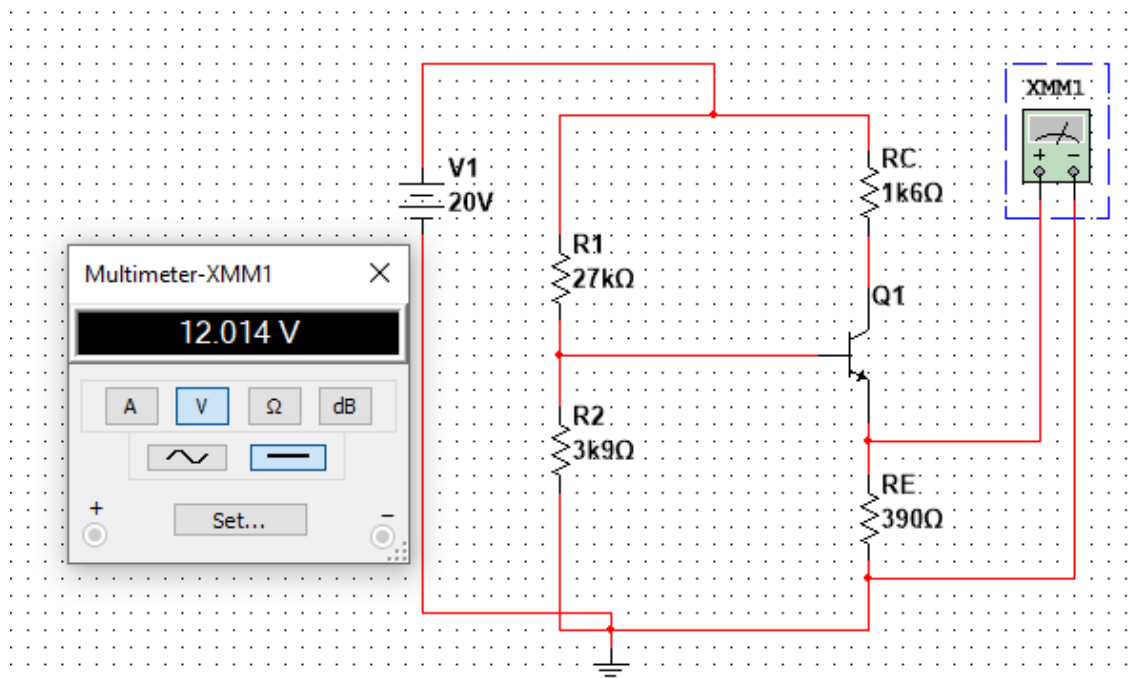 XMM1
+ −
V1
20V
RC
1k6Ω
R1
27kΩ
Q1
R2
3k9Ω
RE
390Ω
Multimeter-XMM1 ×
12.014 V
A V Ω dB
+ −
Set...